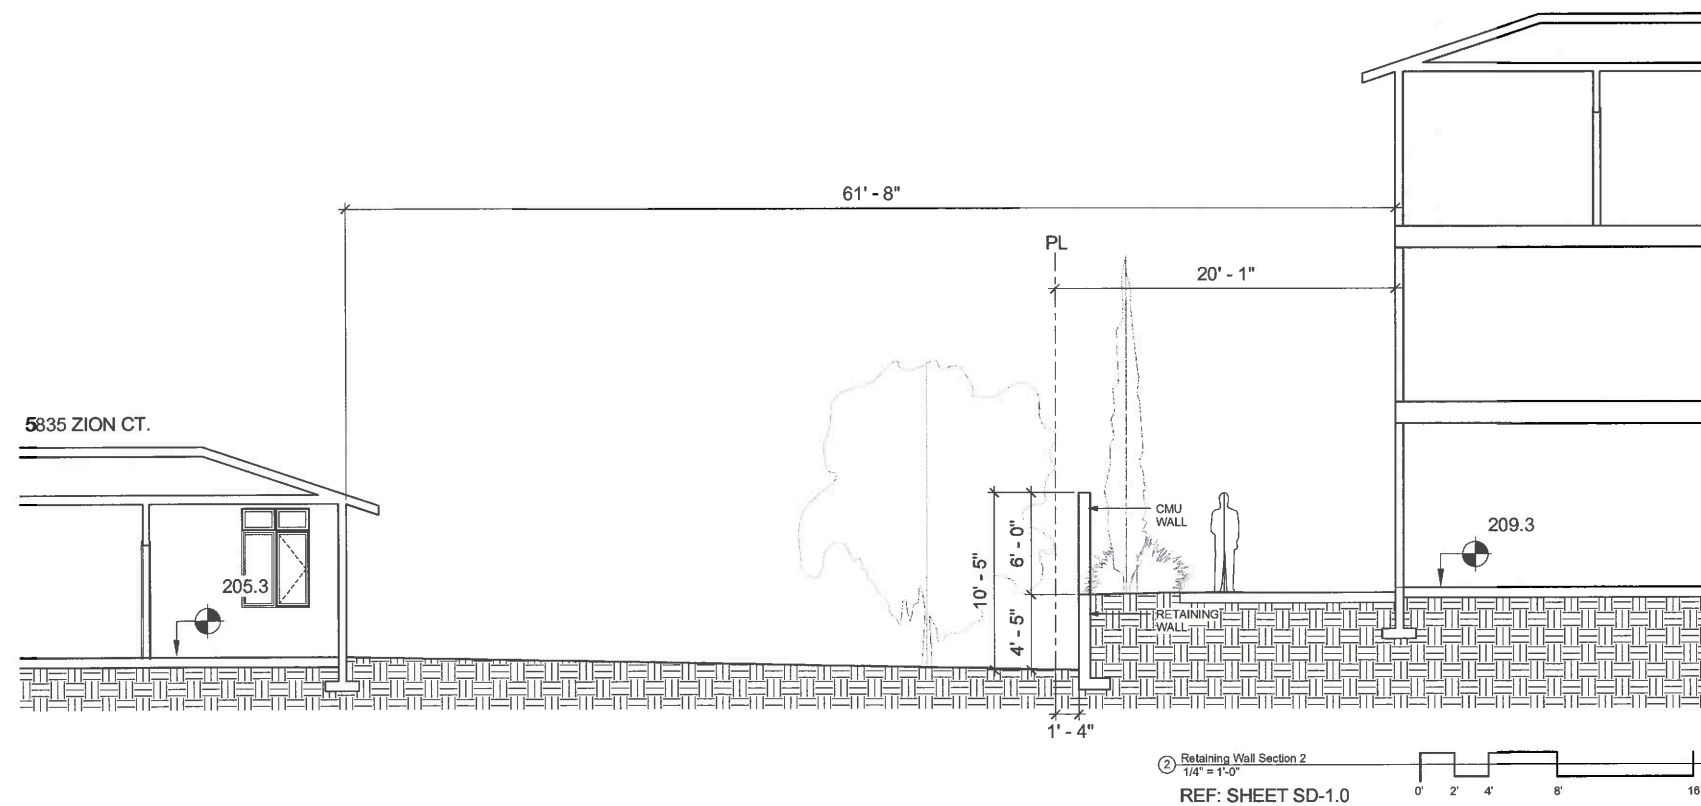 61' - 8"
PL
20' - 1"
5835 ZION CT.
CMU
WALL
209.3
6' - 0"
10' - 5"
205.3
RETAINING
WALL
4' - 5"
1' - 4"
2 Retaining Wall Section 2
1/4" = 1'-0"
REF: SHEET SD-1.0
0' 2' 4' 8' 16